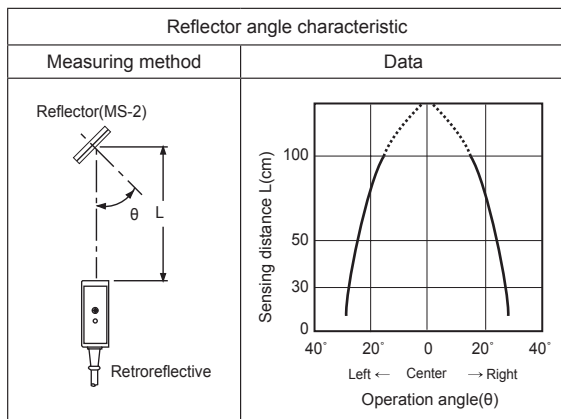 Reflector angle characteristic
Measuring method
Data
Reflector(MS-2)
θ
L
Retroreflective
Sensing distance L(cm)
100
50
30
0
40˚ 20˚ 0 20˚ 40˚
Left ← Center → Right
Operation angle(θ)